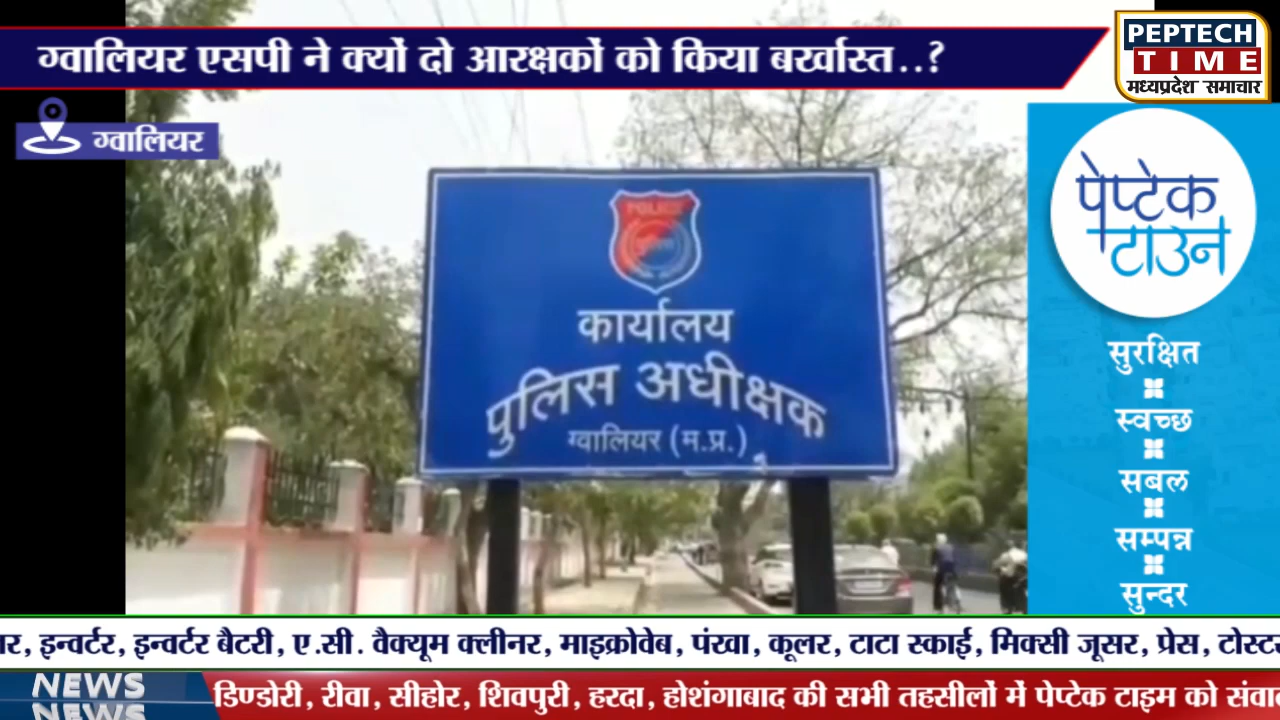 ग्वालियर एसपी ने क्यों दो आरक्षकों को किया बर्खास्त..?
PEPTECH
TIME
मध्यप्रदेश समाचार
ग्वालियर
POLICE
कार्यालय
पुलिस अधीक्षक
ग्वालियर (म.प्र.)
पेप्टेक
टाउन
सुरक्षित
स्वच्छ
सबल
सम्पन्न
सुन्दर
इन्वर्टर, इन्वर्टर बैटरी, ए.सी. वैक्यूम क्लीनर, माइक्रोवेब, पंखा, कूलर, टाटा स्काई, मिक्सी जूसर, प्रेस,
NEWS
डिण्डोरी, रीवा, सीहोर, शिवपुरी, हरदा, होशंगाबाद की सभी तहसीलों में पेप्टेक टाइम को